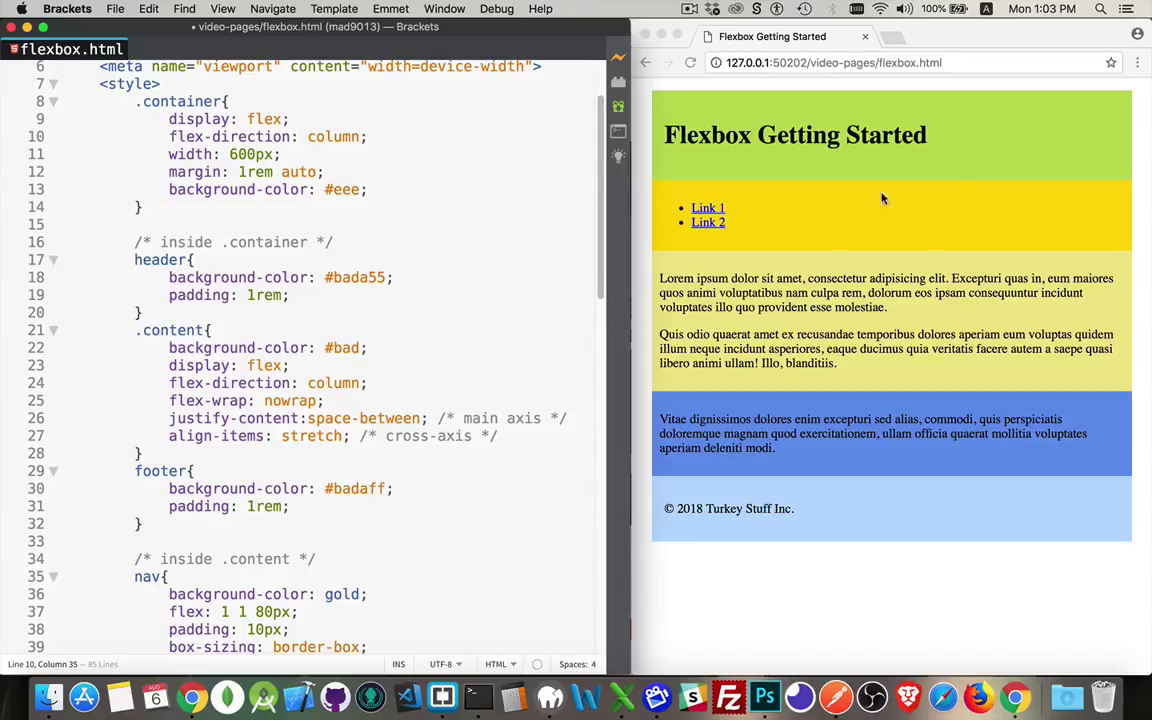 Brackets File Edit Find View Navigate Template Emmet Window Debug Help 100% Mon 1:03 PM
• video-pages/flexbox.html (mad9013) — Brackets
Flexbox Getting Started
flexbox.html
127.0.0.1:50202/video-pages/flexbox.html
6 <meta name="viewport" content="width=device-width">
7 <style>
8 .container{
9 display: flex;
10 flex-direction: column;
11 width: 600px;
12 margin: 1rem auto;
13 background-color: #eee;
14 }
15
16 /* inside .container */
17 header{
18 background-color: #bada55;
19 padding: 1rem;
20 }
21 .content{
22 background-color: #bad;
23 display: flex;
24 flex-direction: column;
25 flex-wrap: nowrap;
26 justify-content:space-between; /* main axis */
27 align-items: stretch; /* cross-axis */
28 }
29 footer{
30 background-color: #badaff;
31 padding: 1rem;
32 }
33
34 /* inside .content */
35 nav{
36 background-color: gold;
37 flex: 1 1 80px;
38 padding: 10px;
39 box-sizing: border-box;
Line 10, Column 35 — 85 Lines
INS UTF-8 HTML Spaces: 4
Flexbox Getting Started
• Link 1
• Link 2
Lorem ipsum dolor sit amet, consectetur adipisicing elit. Excepturi quas in, eum maiores
quos animi voluptatibus nam culpa rem, dolorum eos ipsam consequuntur incidunt
voluptates illo quo provident esse molestiae.
Quis odio quaerat amet ex recusandae temporibus dolores aperiam eum voluptas quidem
illum neque incidunt asperiores, eaque ducimus quia veritatis facere autem a saepe quasi
libero animi ullam! Illo, blanditiis.
Vitae dignissimos dolores enim excepturi sed alias, commodi, quis perspiciatis
doloremque magnam quod exercitationem, ullam officia quaerat mollitia voluptates
aperiam deleniti modi.
© 2018 Turkey Stuff Inc.
AUG
6